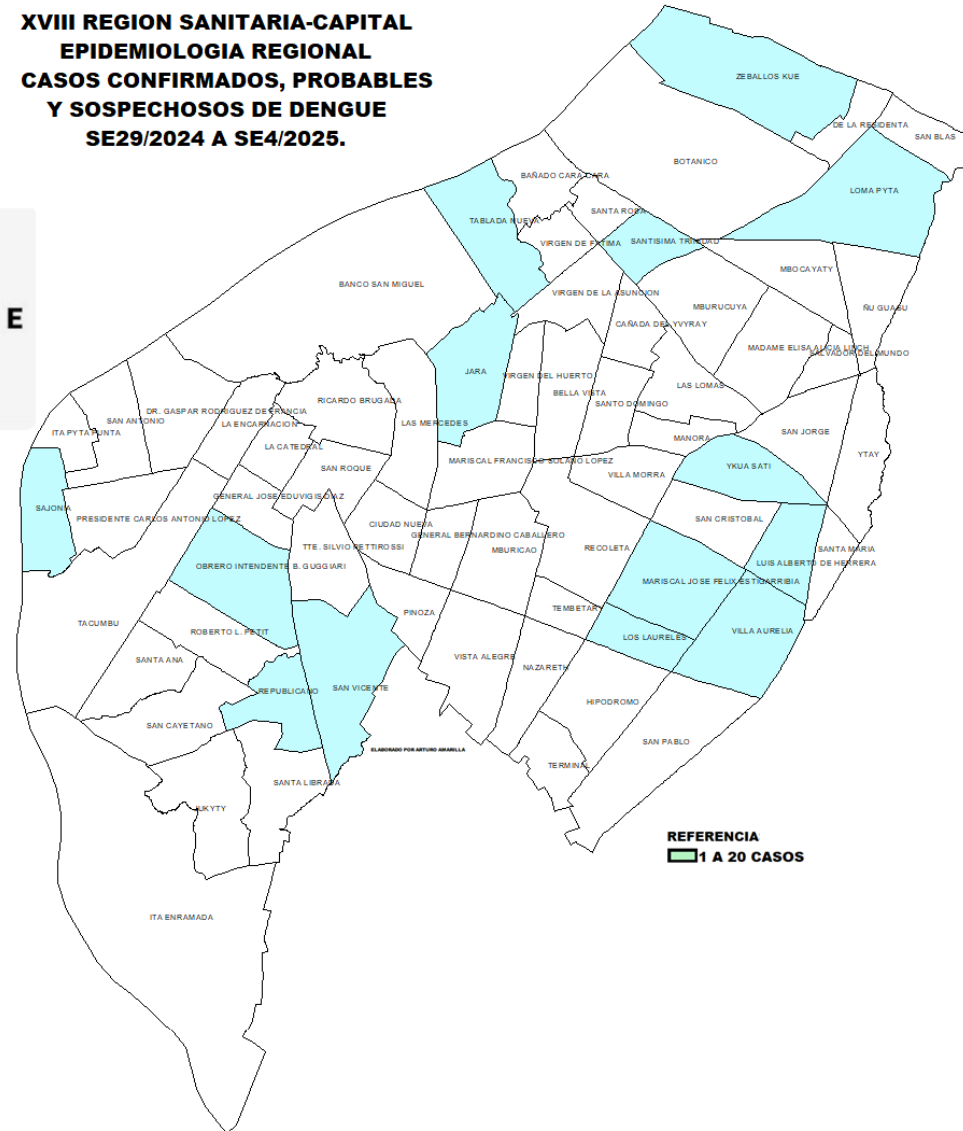 XVIII REGION SANITARIA-CAPITAL
EPIDEMIOLOGIA REGIONAL
CASOS CONFIRMADOS, PROBABLES
Y SOSPECHOSOS DE DENGUE
SE29/2024 A SE4/2025.
ZEBALLOS KUE
DE LA RESIDENTA
SAN BLAS
BOTANICO
BAÑADO CARA CARA
LOMA PYTA
SANTA ROSA
TABLADA NUEVA
VIRGEN DE FATIMA
SANTISIMA TRINIDAD
MBOCAYATY
BANCO SAN MIGUEL
VIRGEN DE LA ASUNCION
MBURUCUYA
ÑU GUASU
E
CAÑADA DEL YVYRAY
MADAME ELISA ALICIA LINCH
SALVADOR DEL MUNDO
JARA
VIRGEN DEL HUERTO
LAS LOMAS
BELLA VISTA
RICARDO BRUGADA
SANTO DOMINGO
DR. GASPAR RODRIGUEZ DE FRANCIA
SAN ANTONIO
LA ENCARNACION
LAS MERCEDES
ITA PYTA PUNTA
SAN JORGE
MANORA
LA CATEDRAL
YTAY
MARISCAL FRANCISCO SOLANO LOPEZ
SAN ROQUE
YKUA SATI
VILLA MORRA
GENERAL JOSE EDUVIGIS DIAZ
SAJONIA
PRESIDENTE CARLOS ANTONIO LOPEZ
SAN CRISTOBAL
CIUDAD NUEVA
GENERAL BERNARDINO CABALLERO
TTE. SILVIO PETTIROSSI
MBURICAO
RECOLETA
SANTA MARIA
LUIS ALBERTO DE HERRERA
OBRERO INTENDENTE B. GUGGIARI
MARISCAL JOSE FELIX ESTIGARRIBIA
TEMBETARY
PINOZA
TACUMBU
ROBERTO L. PETIT
VILLA AURELIA
LOS LAURELES
VISTA ALEGRE
SANTA ANA
NAZARETH
REPUBLICANO
SAN VICENTE
HIPODROMO
SAN CAYETANO
SAN PABLO
ELABORADO POR ARTURO AMARILLA
TERMINAL
SANTA LIBRADA
JUKYTY
REFERENCIA
1 A 20 CASOS
ITA ENRAMADA